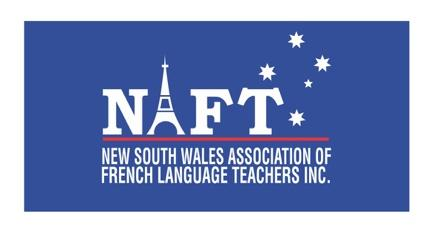 NAFT
NEW SOUTH WALES ASSOCIATION OF
FRENCH LANGUAGE TEACHERS INC.